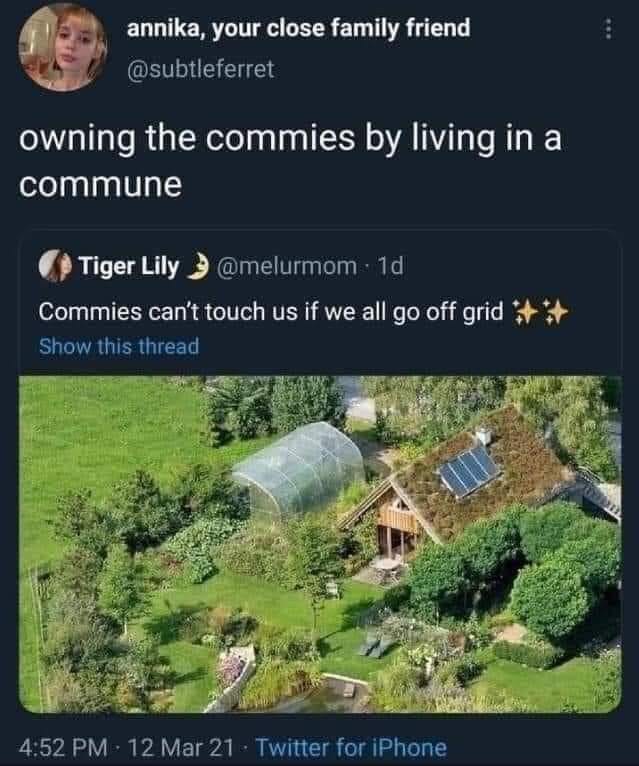 annika, your close family friend
@subtleferret
owning the commies by living in a
commune
Tiger Lily 🌛 @melurmom · 1d
Commies can't touch us if we all go off grid ✨✨
Show this thread
4:52 PM · 12 Mar 21 · Twitter for iPhone